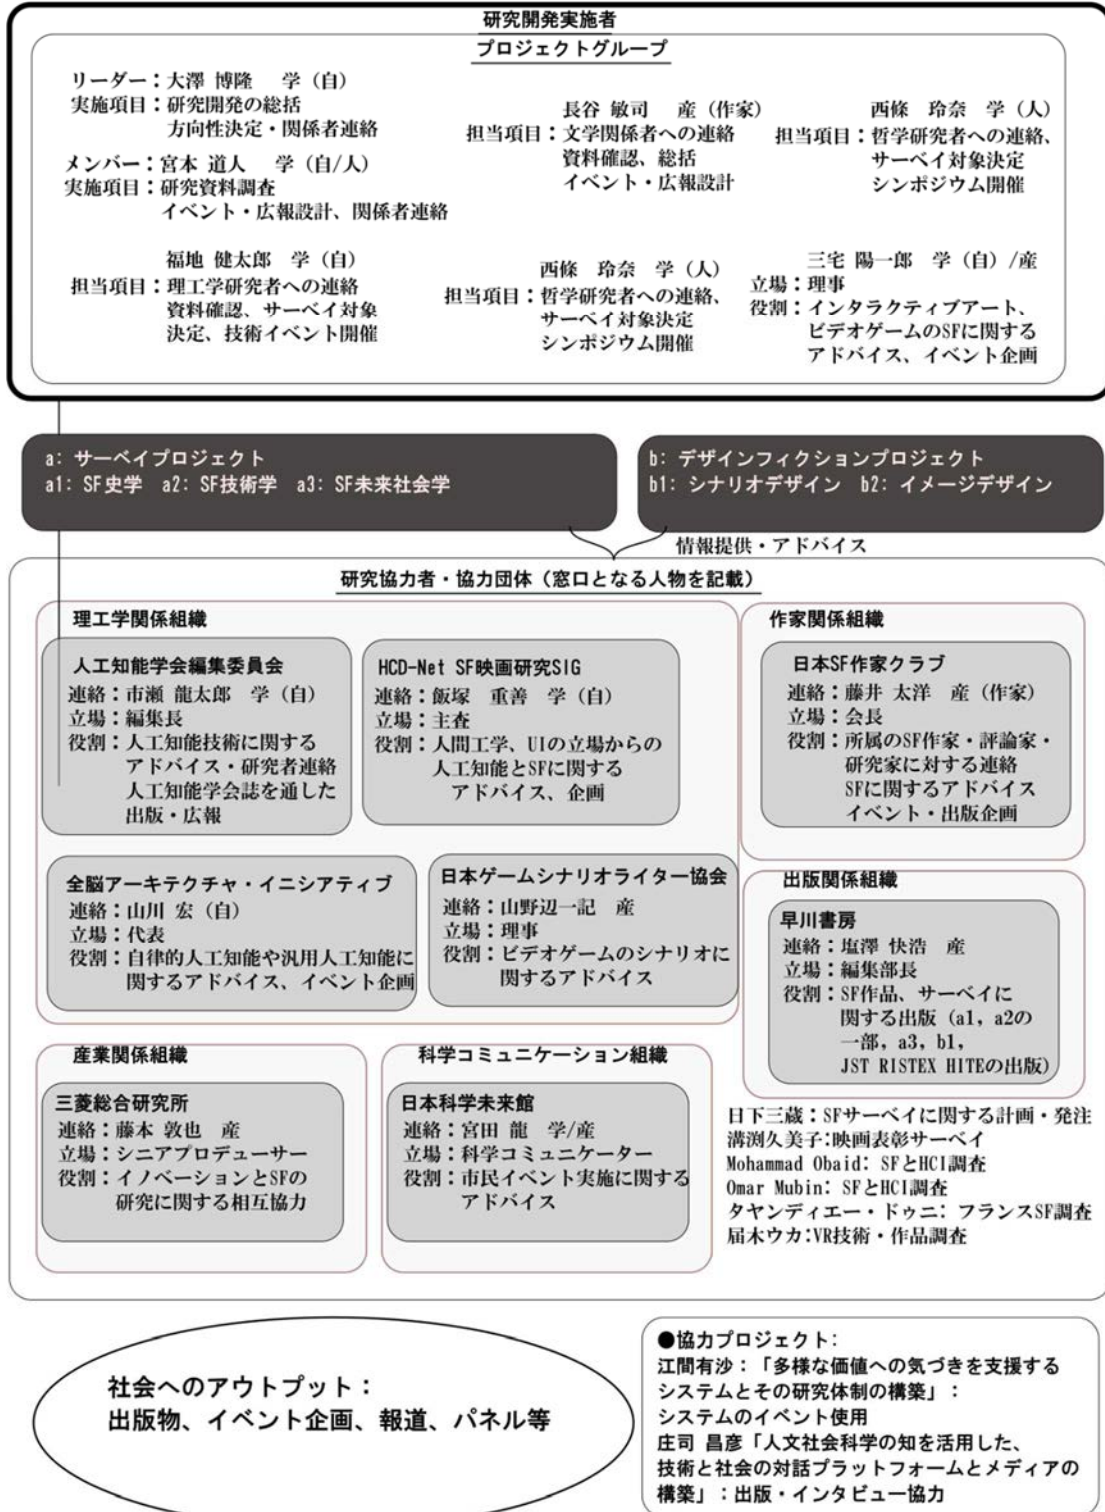 研究開発実施者
プロジェクトグループ
リーダー：大澤 博隆　学（自）
実施項目：研究開発の総括
方向性決定・関係者連絡
メンバー：宮本 道人　学（自/人）
実施項目：研究資料調査
イベント・広報設計、関係者連絡
長谷 敏司　産（作家）
担当項目：文学関係者への連絡
資料確認、総括
イベント・広報設計
西條　玲奈　学（人）
担当項目：哲学研究者への連絡、
サーベイ対象決定
シンポジウム開催
福地 健太郎　学（自）
担当項目：理工学研究者への連絡
資料確認、サーベイ対象
決定、技術イベント開催
西條　玲奈　学（人）
担当項目：哲学研究者への連絡、
サーベイ対象決定
シンポジウム開催
三宅 陽一郎　学（自）/産
立場：理事
役割：インタラクティブアート、
ビデオゲームのSFに関する
アドバイス、イベント企画
a: サーベイプロジェクト
a1: SF史学　a2: SF技術学　a3: SF未来社会学
b: デザインフィクションプロジェクト
b1: シナリオデザイン　b2: イメージデザイン
情報提供・アドバイス
研究協力者・協力団体（窓口となる人物を記載）
理工学関係組織
人工知能学会編集委員会
連絡：市瀬 龍太郎　学（自）
立場：編集長
役割：人工知能技術に関する
アドバイス・研究者連絡
人工知能学会誌を通した
出版・広報
HCD-Net SF映画研究SIG
連絡：飯塚　重善　学（自）
立場：主査
役割：人間工学、UIの立場からの
人工知能とSFに関する
アドバイス、企画
全脳アーキテクチャ・イニシアティブ
連絡：山川 宏（自）
立場：代表
役割：自律的人工知能や汎用人工知能に
関するアドバイス、イベント企画
日本ゲームシナリオライター協会
連絡：山野辺一記　産
立場：理事
役割：ビデオゲームのシナリオに
関するアドバイス
作家関係組織
日本SF作家クラブ
連絡：藤井 太洋　産（作家）
立場：会長
役割：所属のSF作家・評論家・
研究家に対する連絡
SFに関するアドバイス
イベント・出版企画
出版関係組織
早川書房
連絡：塩澤 快浩　産
立場：編集部長
役割：SF作品、サーベイに
関する出版（a1, a2の
一部, a3, b1,
JST RISTEX HITEの出版）
産業関係組織
三菱総合研究所
連絡：藤本 敦也　産
立場：シニアプロデューサー
役割：イノベーションとSFの
研究に関する相互協力
科学コミュニケーション組織
日本科学未来館
連絡：宮田 龍　学/産
立場：科学コミュニケーター
役割：市民イベント実施に関する
アドバイス
日下三蔵：SFサーベイに関する計画・発注
溝渕久美子：映画表彰サーベイ
Mohammad Obaid: SFとHCI調査
Omar Mubin: SFとHCI調査
タヤンディエー・ドゥニ: フランスSF調査
届木ウカ:VR技術・作品調査
社会へのアウトプット：
出版物、イベント企画、報道、パネル等
●協力プロジェクト:
江間有沙：「多様な価値への気づきを支援する
システムとその研究体制の構築」：
システムのイベント使用
庄司 昌彦「人文社会科学の知を活用した、
技術と社会の対話プラットフォームとメディアの
構築」：出版・インタビュー協力